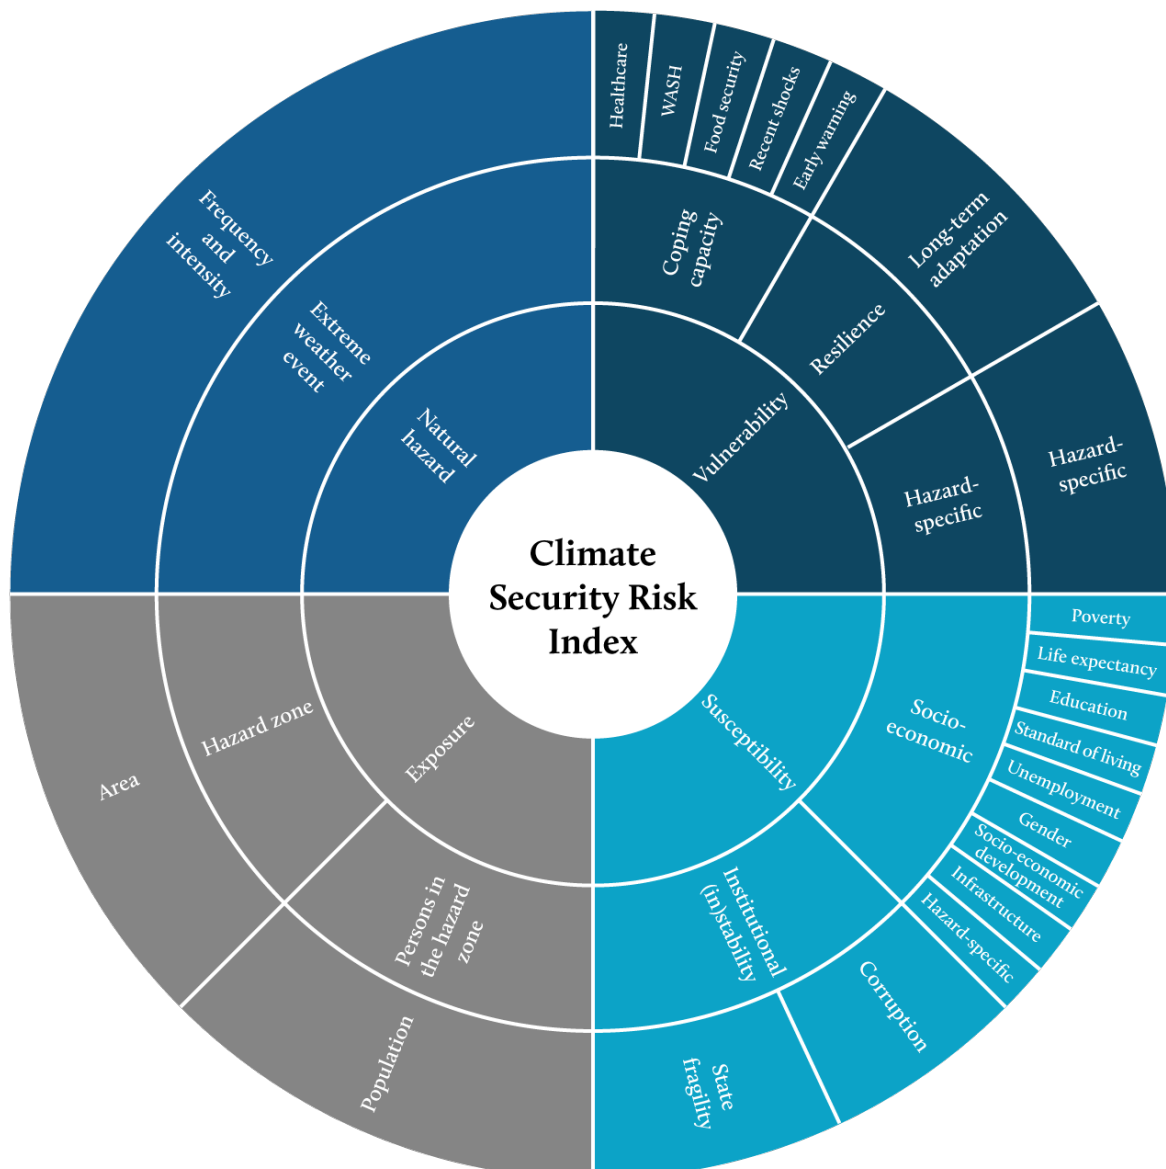 Climate
Security Risk
Index
Natural
hazard
Extreme
weather
event
Frequency
and
intensity
Vulnerability
Coping
capacity
Healthcare
WASH
Food security
Recent shocks
Early warning
Resilience
Long-term
adaptation
Hazard-
specific
Hazard-
specific
Susceptibility
Socio-
economic
Poverty
Life expectancy
Education
Standard of living
Unemployment
Gender
Socio-economic
development
Infrastructure
Hazard-specific
Institutional
(in)stability
Corruption
State
fragility
Exposure
Persons in
the hazard
zone
Population
Hazard zone
Area